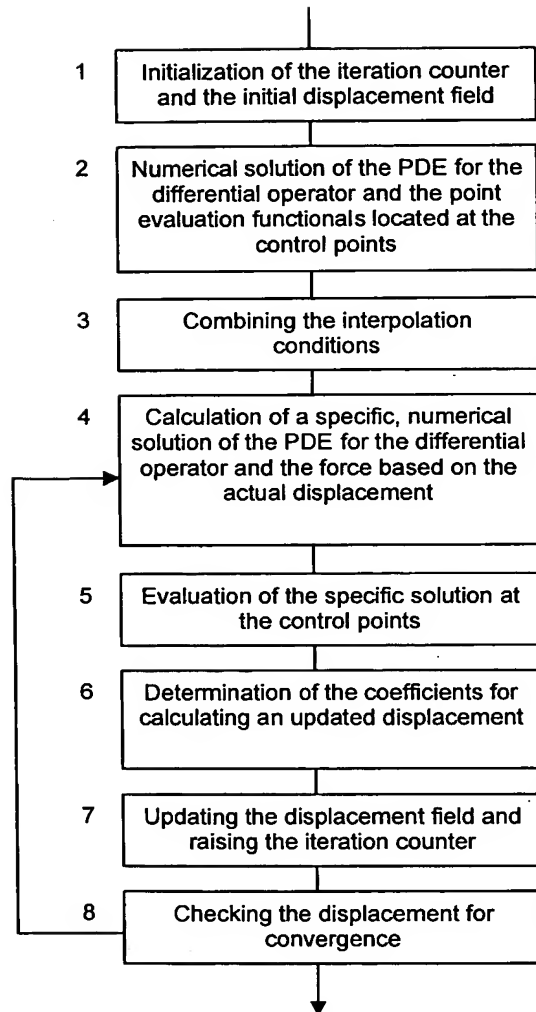 1
Initialization of the iteration counter
and the initial displacement field
2
Numerical solution of the PDE for the
differential operator and the point
evaluation functionals located at the
control points
3
Combining the interpolation
conditions
4
Calculation of a specific, numerical
solution of the PDE for the differential
operator and the force based on the
actual displacement
5
Evaluation of the specific solution at
the control points
6
Determination of the coefficients for
calculating an updated displacement
7
Updating the displacement field and
raising the iteration counter
8
Checking the displacement for
convergence